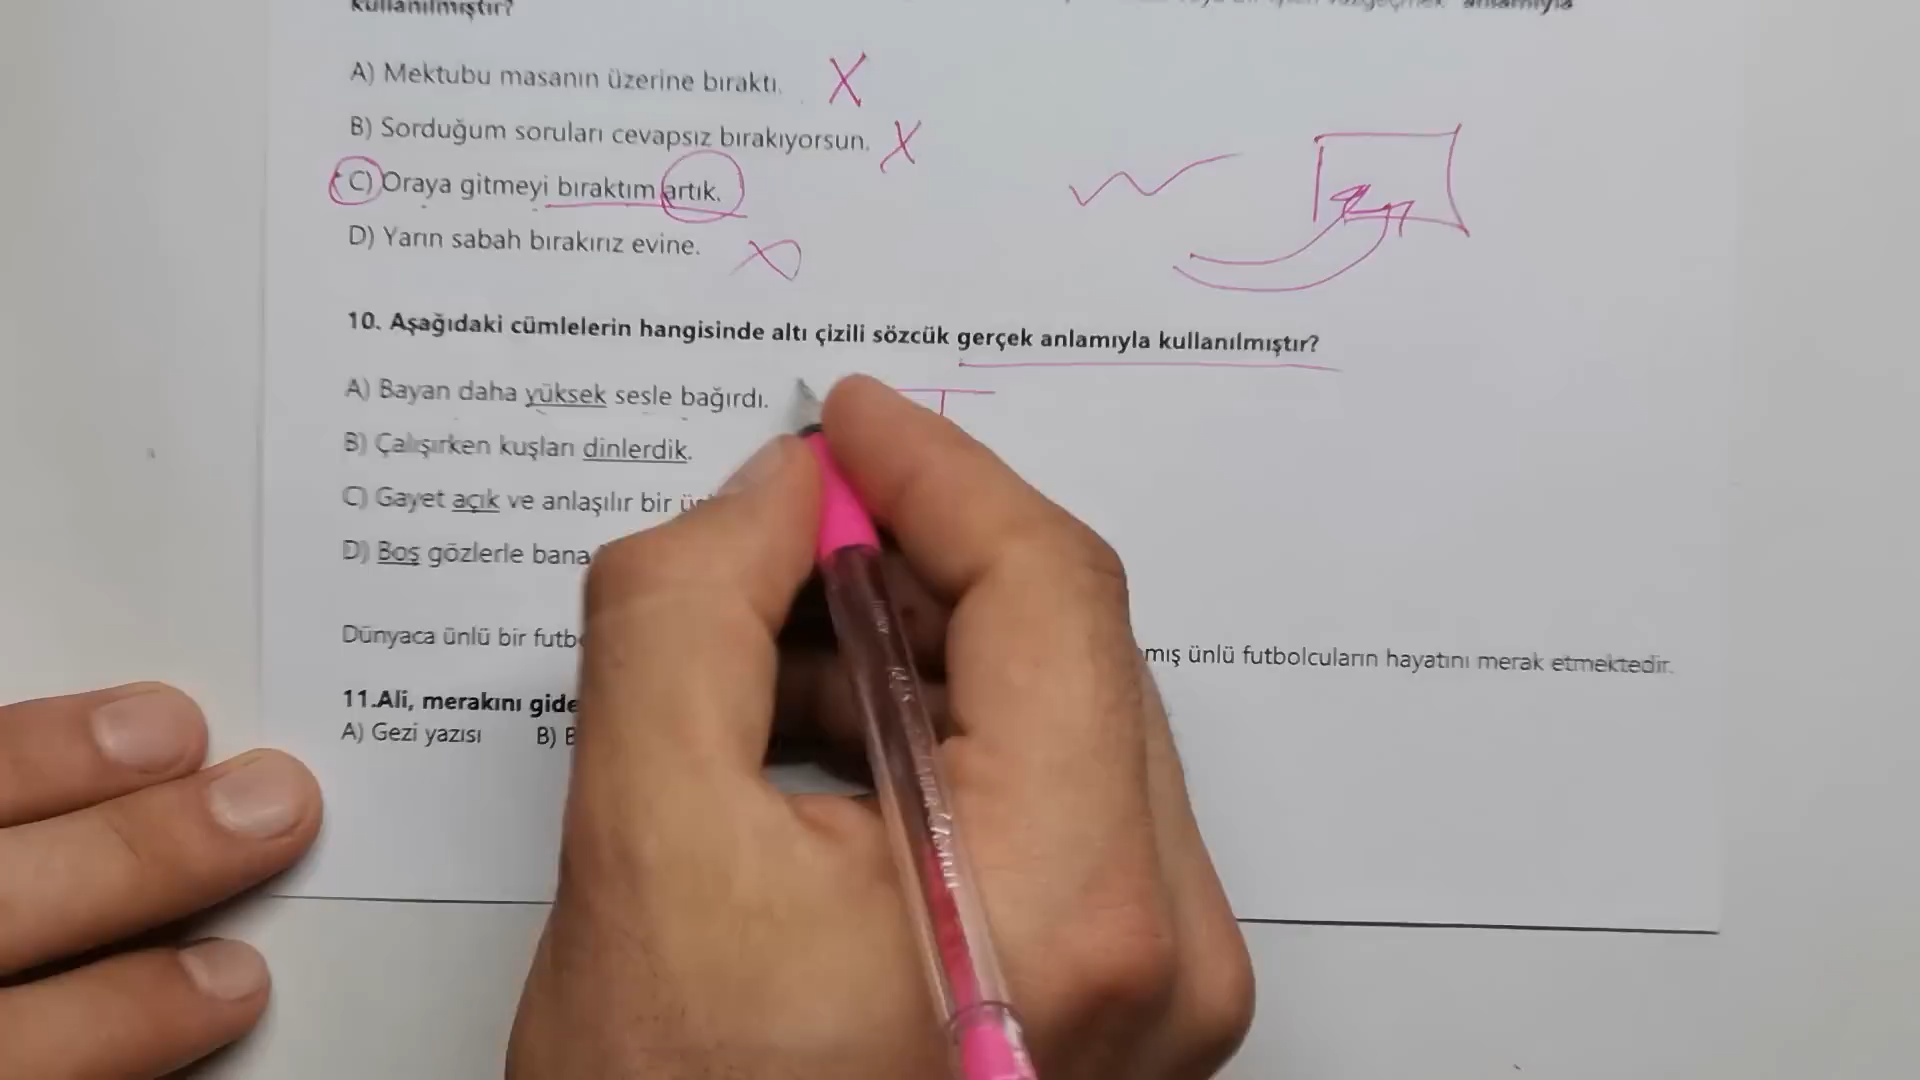 kullanılmıştır? anlamıyla
A) Mektubu masanın üzerine bıraktı.
B) Sorduğum soruları cevapsız bırakıyorsun.
C) Oraya gitmeyi bıraktım artık.
D) Yarın sabah bırakırız evine.
10. Aşağıdaki cümlelerin hangisinde altı çizili sözcük gerçek anlamıyla kullanılmıştır?
A) Bayan daha yüksek sesle bağırdı.
B) Çalışırken kuşları dinlerdik.
C) Gayet açık ve anlaşılır bir
D) Boş gözlerle bana
Dünyaca ünlü bir ünlü futbolcuların hayatını merak etmektedir.
11.Ali, merakını
A) Gezi yazısı B)